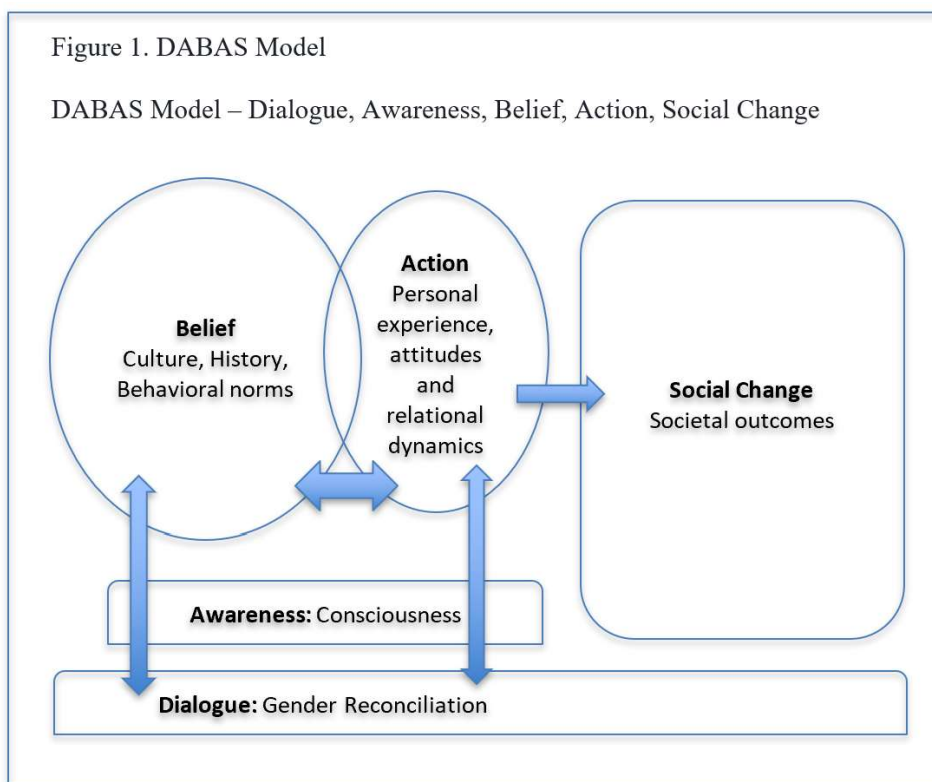 Figure 1. DABAS Model
DABAS Model – Dialogue, Awareness, Belief, Action, Social Change
Belief
Culture, History,
Behavioral norms
Action
Personal
experience,
attitudes
and
relational
dynamics
Social Change
Societal outcomes
Awareness: Consciousness
Dialogue: Gender Reconciliation